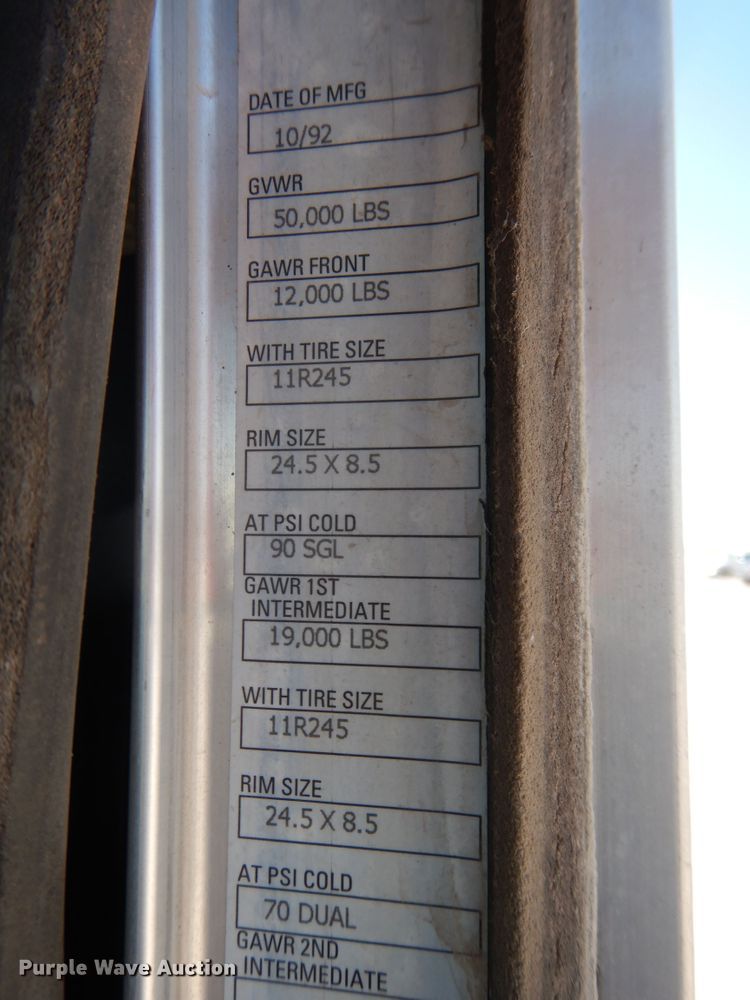 DATE OF MFG
10/92
GVWR
50,000 LBS
GAWR FRONT
12,000 LBS
WITH TIRE SIZE
11R245
RIM SIZE
24.5 X 8.5
AT PSI COLD
90 SGL
GAWR 1ST
INTERMEDIATE
19,000 LBS
WITH TIRE SIZE
11R245
RIM SIZE
24.5 X 8.5
AT PSI COLD
70 DUAL
GAWR 2ND
INTERMEDIATE
Purple Wave Auction